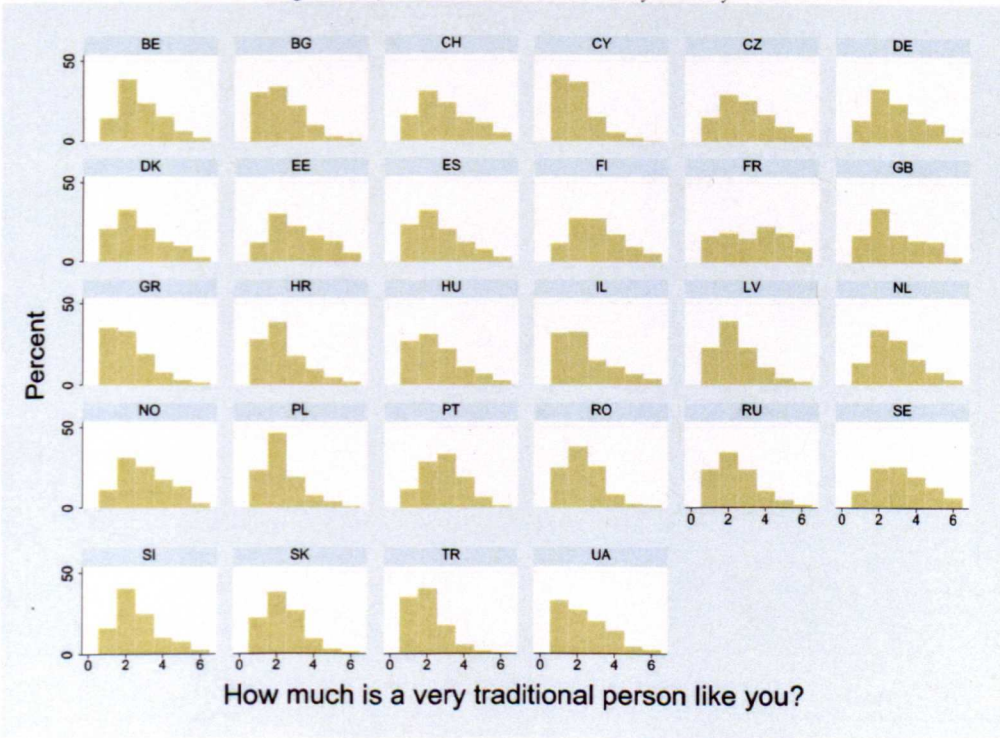 BE BG CH CY CZ DE
50
0
DK EE ES FI FR GB
50
0
GR HR HU IL LV NL
50
0
NO PL PT RO RU SE
50
0
0 2 4 6 0 2 4 6
SI SK TR UA
50
0
0 2 4 6 0 2 4 6 0 2 4 6 0 2 4 6
Percent
How much is a very traditional person like you?